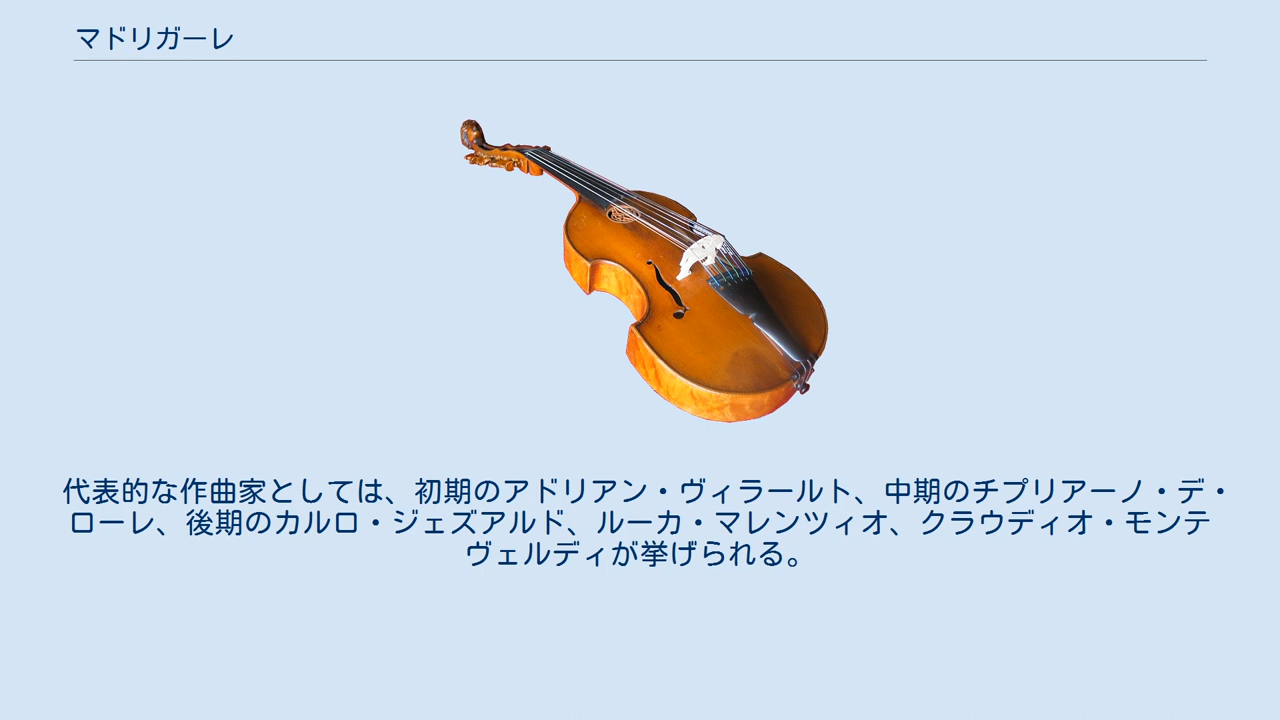 マドリガーレ
代表的な作曲家としては、初期のアドリアン・ヴィラールト、中期のチプリアーノ・デ・
ローレ、後期のカルロ・ジェズアルド、ルーカ・マレンツィオ、クラウディオ・モンテ
ヴェルディが挙げられる。